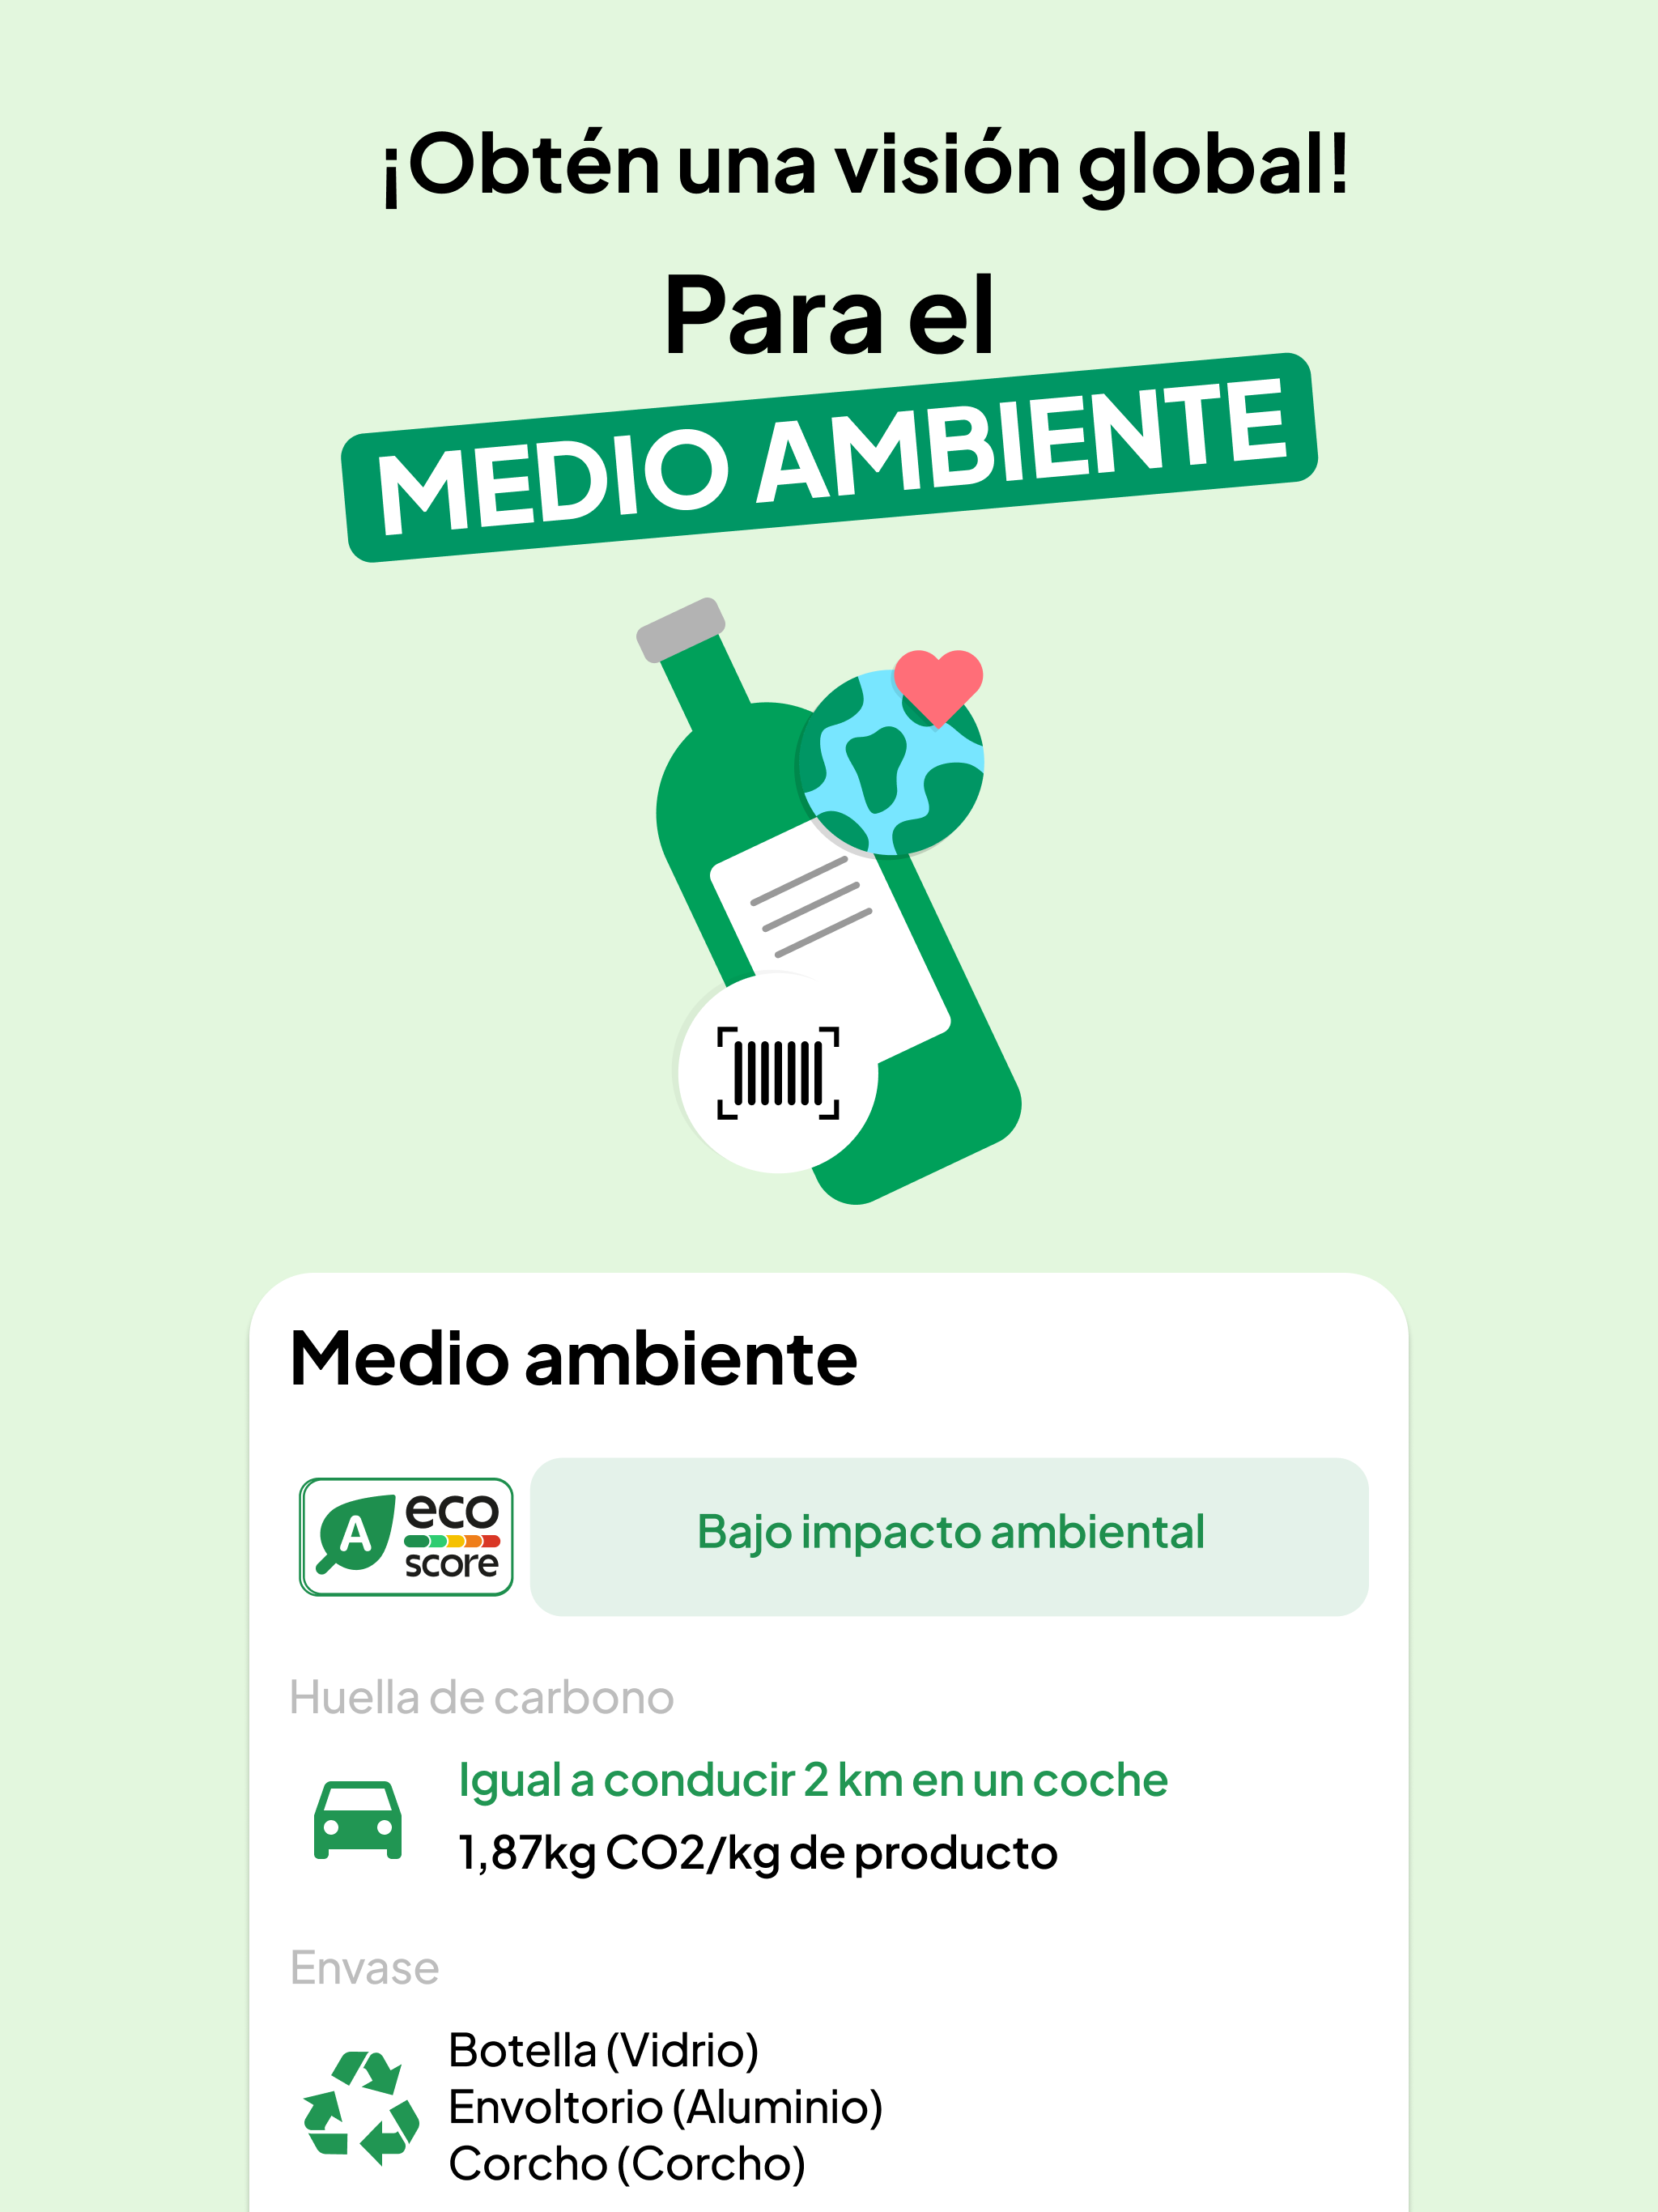 ¡Obtén una visión global!
Para el
MEDIO AMBIENTE
Medio ambiente
A
eco
score
Bajo impacto ambiental
Huella de carbono
Igual a conducir 2 km en un coche
1,87kg CO2/kg de producto
Envase
Botella (Vidrio)
Envoltorio (Aluminio)
Corcho (Corcho)